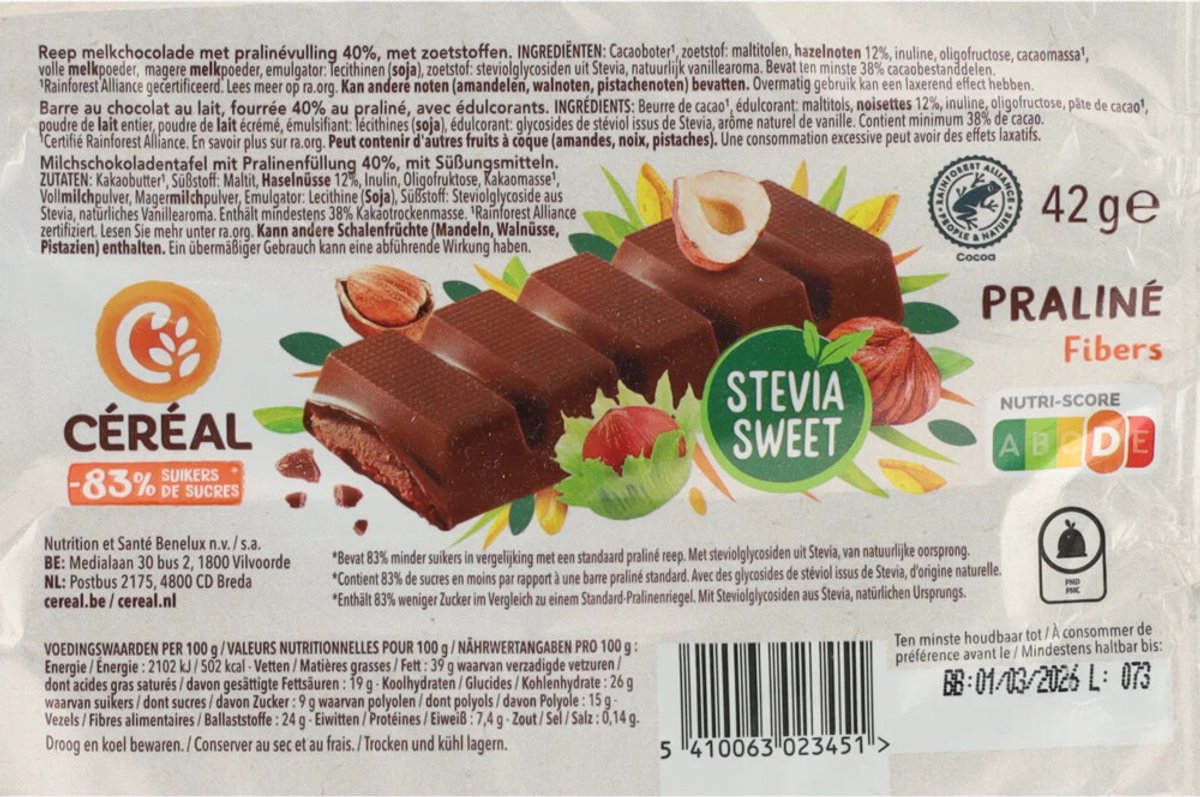 Reep melkchocolade met pralinévulling 40%, met zoetstoffen. INGREDIËNTEN: Cacaoboter¹, zoetstof: maltitolen, hazelnoten 12%, inuline, oligofructose, cacaomassa¹,
volle melkpoeder, magere melkpoeder, emulgator: lecithinen (soja), zoetstof: steviolglycosiden uit Stevia, natuurlijk vanillearoma. Bevat ten minste 38% cacaobestanddelen.
¹Rainforest Alliance gecertificeerd. Lees meer op ra.org. Kan andere noten (amandelen, walnoten, pistachenoten) bevatten. Overmatig gebruik kan een laxerend effect hebben.
Barre au chocolat au lait, fourrée 40% au praliné, avec édulcorants. INGRÉDIENTS: Beurre de cacao¹, édulcorant: maltitols, noisettes 12%, inuline, oligofructose, pâte de cacao¹,
poudre de lait entier, poudre de lait écrémé, émulsifiant: lécithines (soja), édulcorant: glycosides de stéviol issus de Stevia, arôme naturel de vanille. Contient minimum 38% de cacao.
¹Certifié Rainforest Alliance. En savoir plus sur ra.org. Peut contenir d'autres fruits à coque (amandes, noix, pistaches). Une consommation excessive peut avoir des effets laxatifs.
Milchschokoladentafel mit Pralinenfüllung 40%, mit Süßungsmitteln.
ZUTATEN: Kakaobutter¹, Süßstoff: Maltit, Haselnüsse 12%, Inulin, Oligofruktose, Kakaomasse¹,
Vollmilchpulver, Magermilchpulver, Emulgator: Lecithine (Soja), Süßstoff: Steviolglycoside aus
Stevia, natürliches Vanillearoma. Enthält mindestens 38% Kakaotrockenmasse. ¹Rainforest Alliance
zertifiziert. Lesen Sie mehr unter ra.org. Kann andere Schalenfrüchte (Mandeln, Walnüsse,
Pistazien) enthalten. Ein übermäßiger Gebrauch kann eine abführende Wirkung haben.
RAINFOREST ALLIANCE
PEOPLE & NATURE
Cocoa
42 g℮
PRALINÉ
Fibers
CÉRÉAL
-83% SUIKERS *
DE SUCRES
STEVIA
SWEET
NUTRI-SCORE
A B C D E
PMD
PMC
Nutrition et Santé Benelux n.v. / s.a.
BE: Medialaan 30 bus 2, 1800 Vilvoorde
NL: Postbus 2175, 4800 CD Breda
cereal.be / cereal.nl
*Bevat 83% minder suikers in vergelijking met een standaard praliné reep. Met steviolglycosiden uit Stevia, van natuurlijke oorsprong.
*Contient 83% de sucres en moins par rapport à une barre praliné standard. Avec des glycosides de stéviol issus de Stevia, d'origine naturelle.
*Enthält 83% weniger Zucker im Vergleich zu einem Standard-Pralinenriegel. Mit Steviolglycosiden aus Stevia, natürlichen Ursprungs.
VOEDINGSWAARDEN PER 100 g / VALEURS NUTRITIONNELLES POUR 100 g / NÄHRWERTANGABEN PRO 100 g :
Energie / Énergie : 2102 kJ / 502 kcal - Vetten / Matières grasses / Fett : 39 g waarvan verzadigde vetzuren /
dont acides gras saturés / davon gesättigte Fettsäuren : 19 g - Koolhydraten / Glucides / Kohlenhydrate : 26 g
waarvan suikers / dont sucres / davon Zucker : 9 g waarvan polyolen / dont polyols / davon Polyole : 15 g -
Vezels / Fibres alimentaires / Ballaststoffe : 24 g - Eiwitten / Protéines / Eiweiß : 7,4 g - Zout / Sel / Salz : 0,14 g.
Droog en koel bewaren. / Conserver au sec et au frais. / Trocken und kühl lagern.
5 410063 023451 >
Ten minste houdbaar tot / À consommer de
préférence avant le / Mindestens haltbar bis:
BB:01/03/2026 L: 073